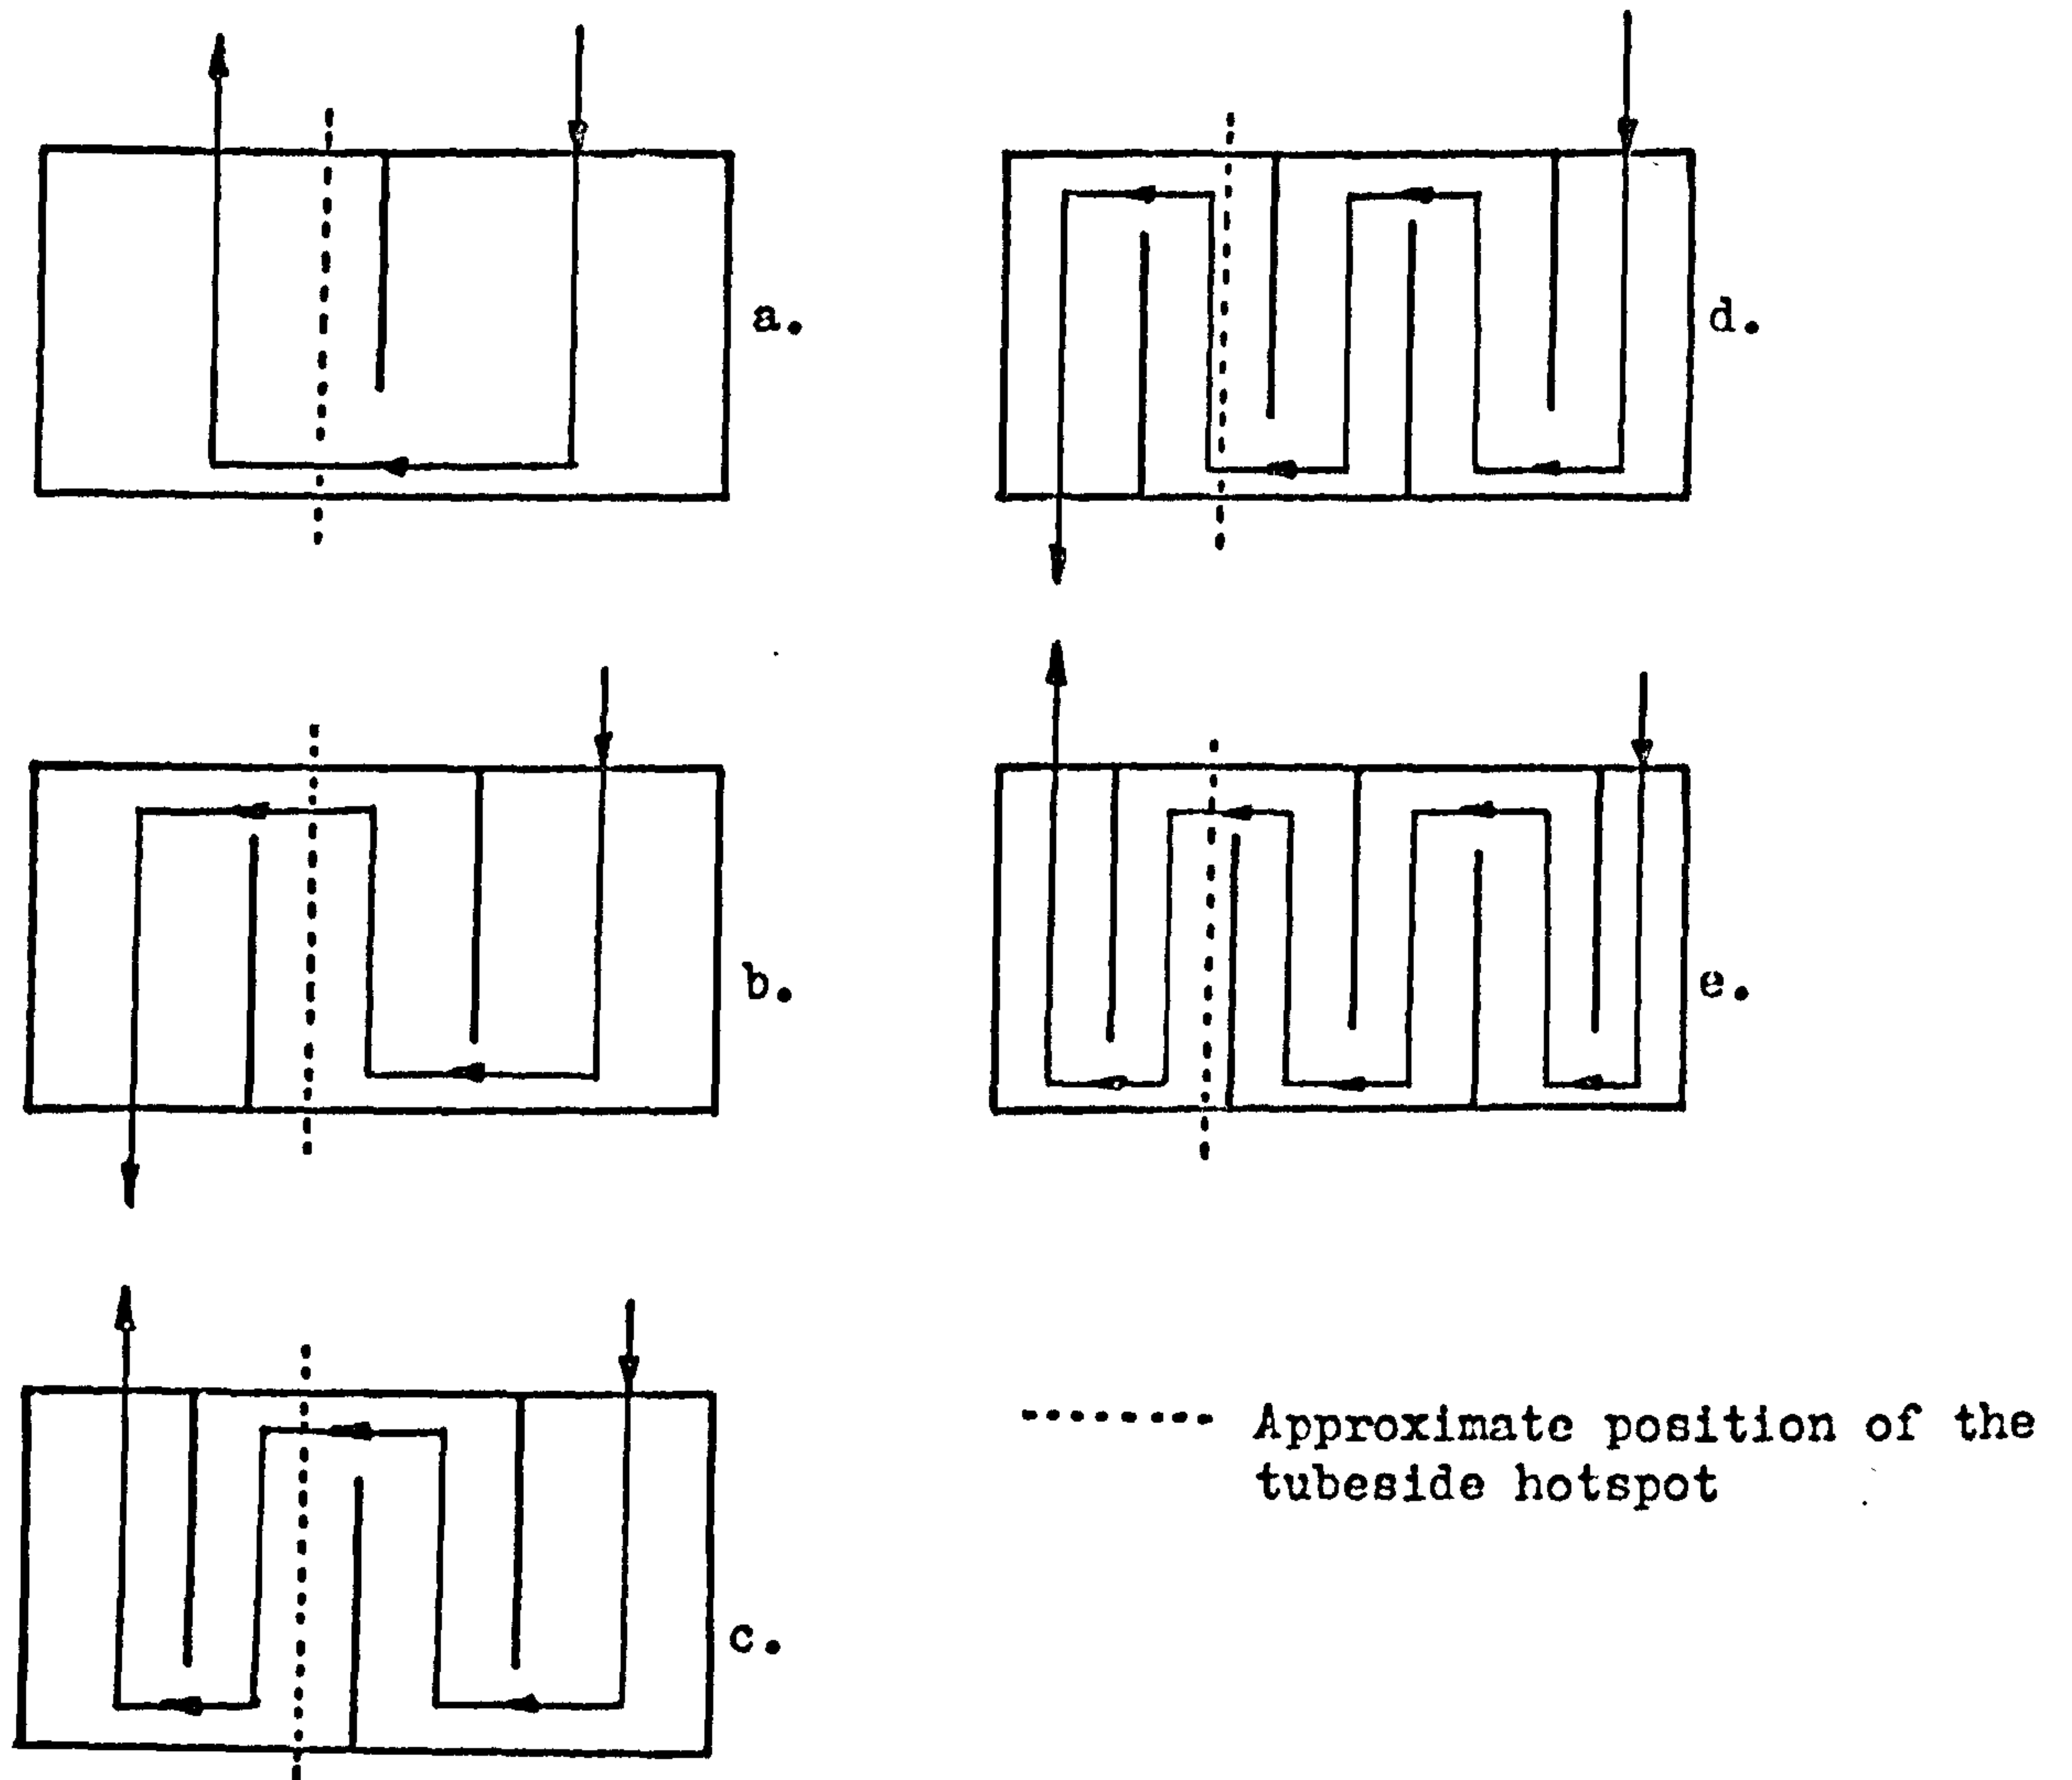 a.
d.
b.
e.
c.
Approximate position of the
tubeside hotspot